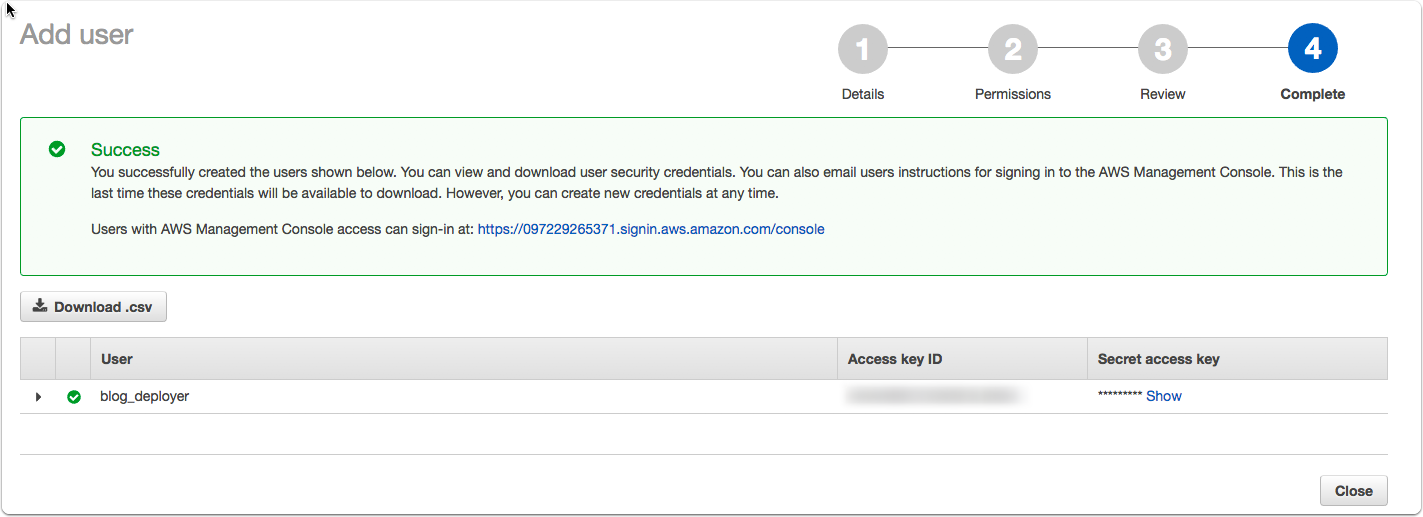 Add user
1
2
3
4
Details
Permissions
Review
Complete
Success
You successfully created the users shown below. You can view and download user security credentials. You can also email users instructions for signing in to the AWS Management Console. This is the
last time these credentials will be available to download. However, you can create new credentials at any time.
Users with AWS Management Console access can sign-in at: https://097229265371.signin.aws.amazon.com/console
Download .csv
User
Access key ID
Secret access key
blog_deployer
********* Show
Close